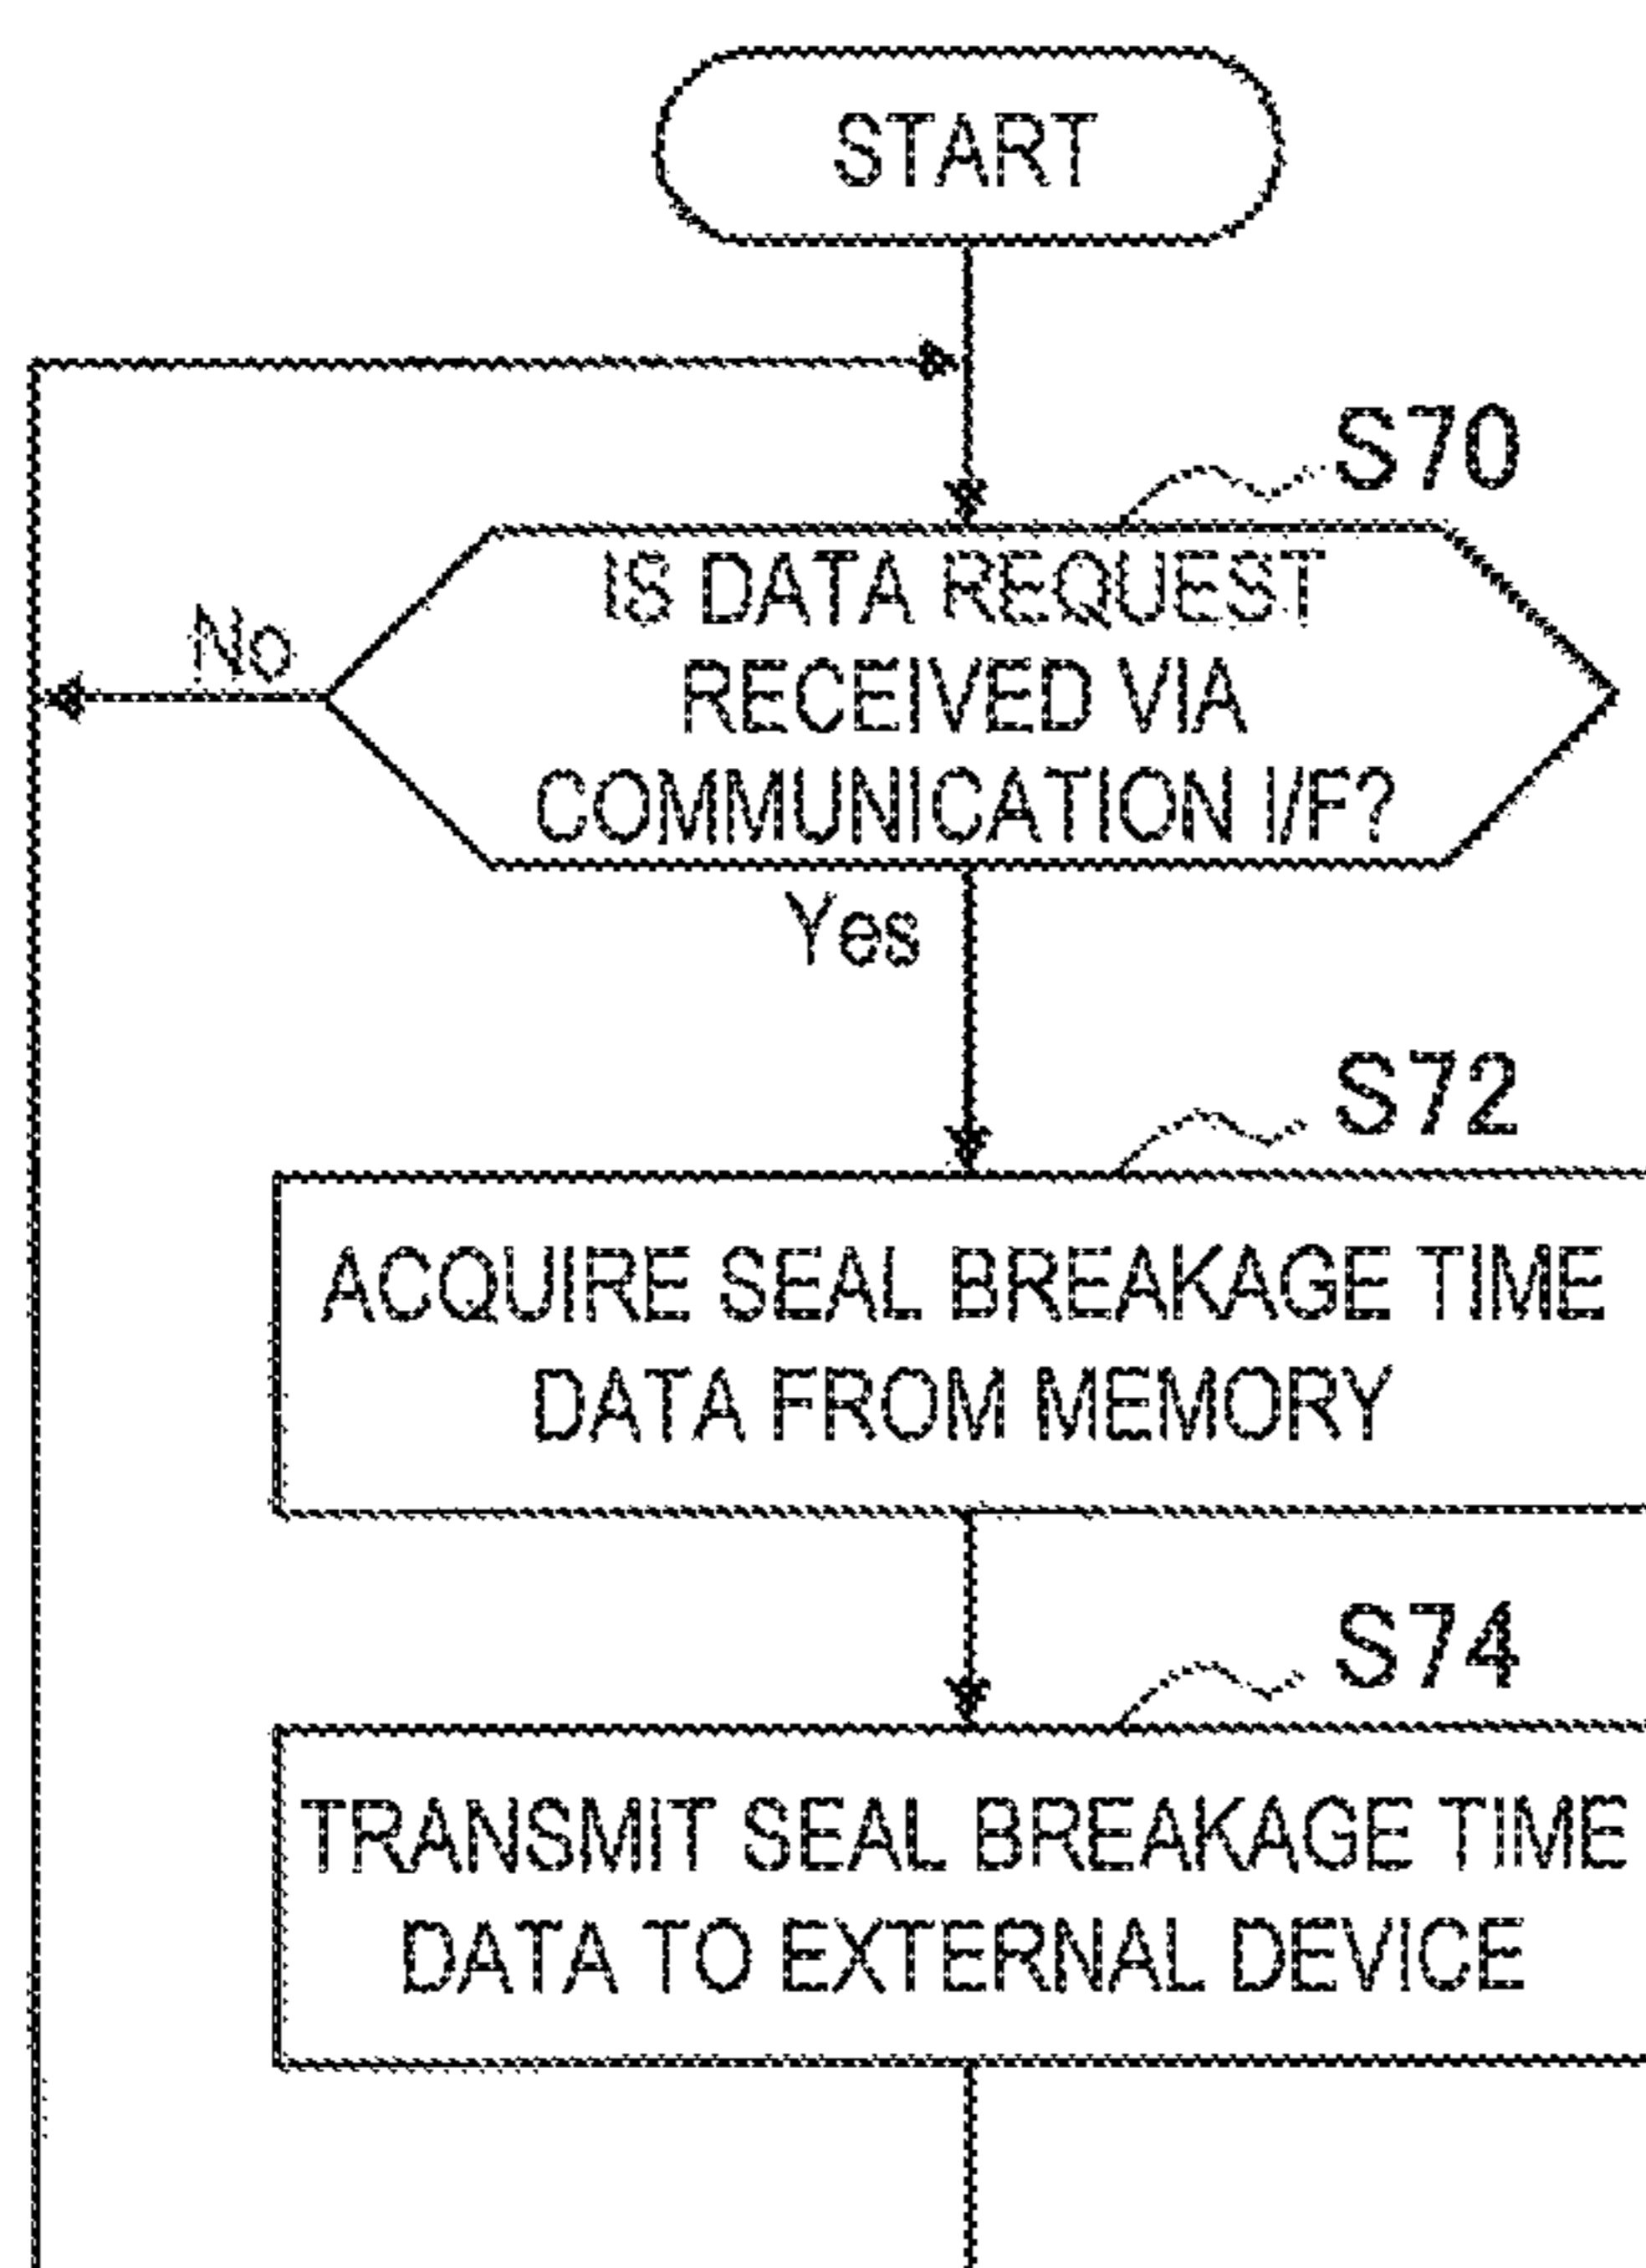 START
S70
IS DATA REQUEST
RECEIVED VIA
COMMUNICATION I/F?
No
Yes
S72
ACQUIRE SEAL BREAKAGE TIME
DATA FROM MEMORY
S74
TRANSMIT SEAL BREAKAGE TIME
DATA TO EXTERNAL DEVICE